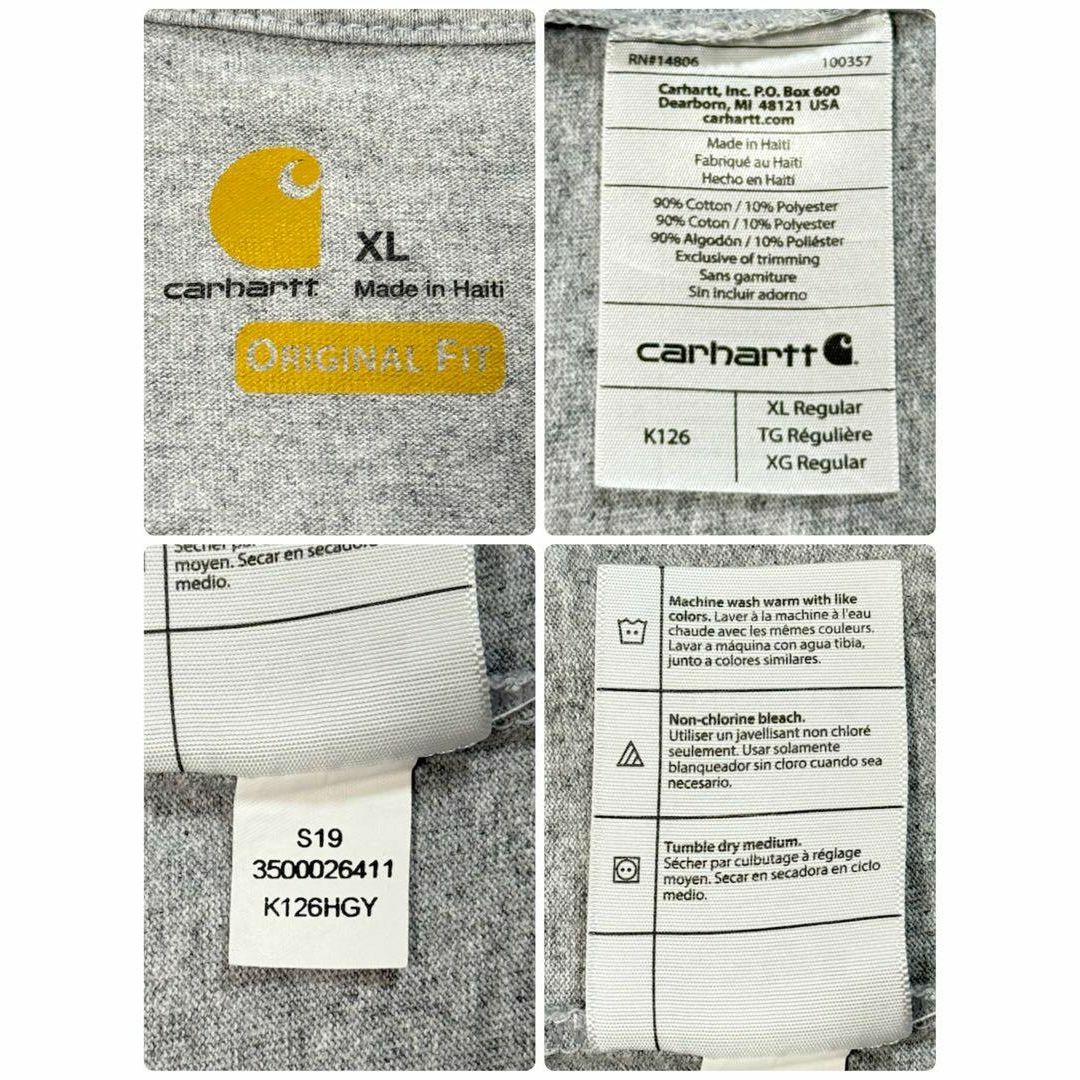 carhartt.
XL
Made in Haiti
ORIGINAL FIT
RN#14806 100357
Carhartt, Inc. P.O. Box 600
Dearborn, MI 48121 USA
carhartt.com
Made in Haiti
Fabriqué au Haïti
Hecho en Haití
90% Cotton / 10% Polyester
90% Coton / 10% Polyester
90% Algodón / 10% Poliéster
Exclusive of trimming
Sans garniture
Sin incluir adorno
carhartt
K126
XL Regular
TG Régulière
XG Regular
moyen. Secar en secadora
medio.
S19
3500026411
K126HGY
Machine wash warm with like
colors. Laver à la machine à l'eau
chaude avec les mêmes couleurs.
Lavar a máquina con agua tibia,
junto a colores similares.
Non-chlorine bleach.
Utiliser un javellisant non chloré
seulement. Usar solamente
blanqueador sin cloro cuando sea
necesario.
Tumble dry medium.
Sécher par culbutage à réglage
moyen. Secar en secadora en ciclo
medio.